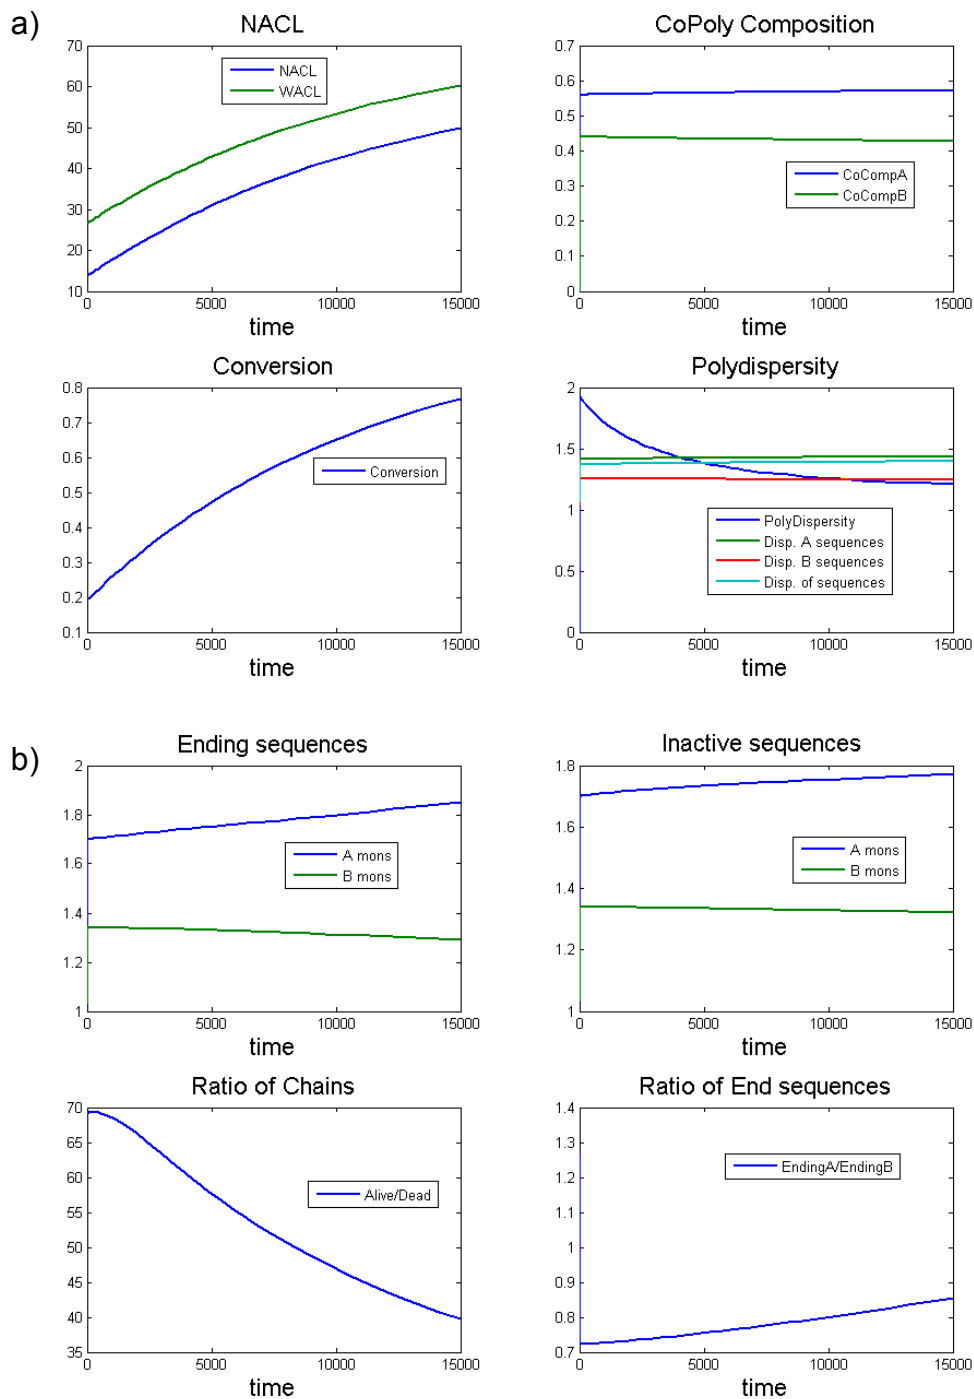 a)
NACL
70
60
50
40
30
20
10
NACL
WACL
0 5000 10000 15000
time
CoPoly Composition
0.7
0.6
0.5
0.4
0.3
0.2
0.1
0
CoCompA
CoCompB
0 5000 10000 15000
time
Conversion
0.8
0.7
0.6
0.5
0.4
0.3
0.2
0.1
Conversion
0 5000 10000 15000
time
Polydispersity
2
1.5
1
0.5
0
PolyDispersity
Disp. A sequences
Disp. B sequences
Disp. of sequences
0 5000 10000 15000
time
b)
Ending sequences
2
1.8
1.6
1.4
1.2
1
A mons
B mons
0 5000 10000 15000
time
Inactive sequences
1.8
1.6
1.4
1.2
1
A mons
B mons
0 5000 10000 15000
time
Ratio of Chains
70
65
60
55
50
45
40
35
Alive/Dead
0 5000 10000 15000
time
Ratio of End sequences
1.4
1.3
1.2
1.1
1
0.9
0.8
0.7
EndingA/EndingB
0 5000 10000 15000
time